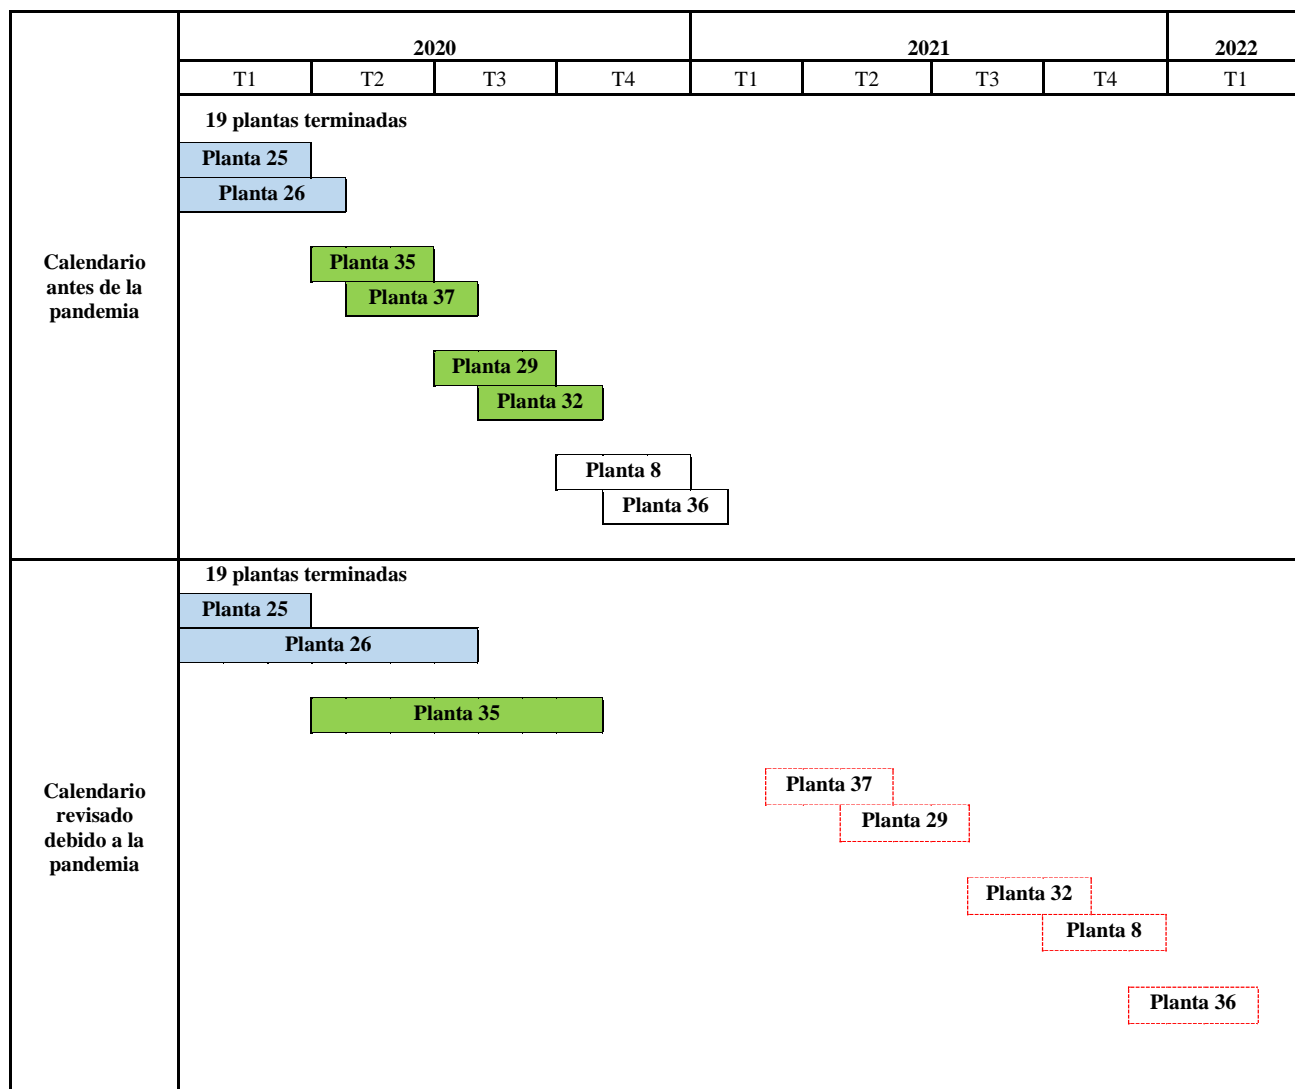 2020 2021 2022
T1 T2 T3 T4 T1 T2 T3 T4 T1
19 plantas terminadas
Planta 25
Planta 26
Calendario
antes de la
pandemia
Planta 35
Planta 37
Planta 29
Planta 32
Planta 8
Planta 36
19 plantas terminadas
Planta 25
Planta 26
Planta 35
Calendario
revisado
debido a la
pandemia
Planta 37
Planta 29
Planta 32
Planta 8
Planta 36